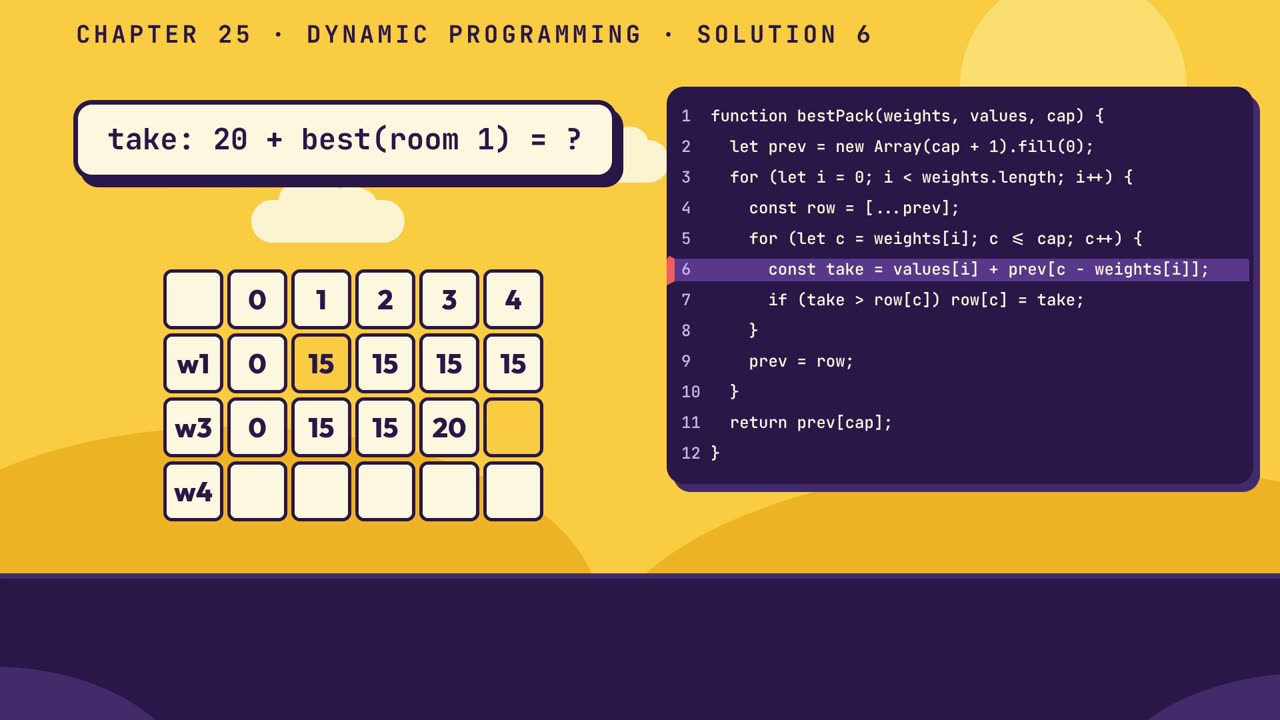 CHAPTER 25 · DYNAMIC PROGRAMMING · SOLUTION 6
take: 20 + best(room 1) = ?
0 1 2 3 4
w1 0 15 15 15 15
w3 0 15 15 20
w4
1 function bestPack(weights, values, cap) {
2 let prev = new Array(cap + 1).fill(0);
3 for (let i = 0; i < weights.length; i++) {
4 const row = [...prev];
5 for (let c = weights[i]; c <= cap; c++) {
6 const take = values[i] + prev[c - weights[i]];
7 if (take > row[c]) row[c] = take;
8 }
9 prev = row;
10 }
11 return prev[cap];
12 }